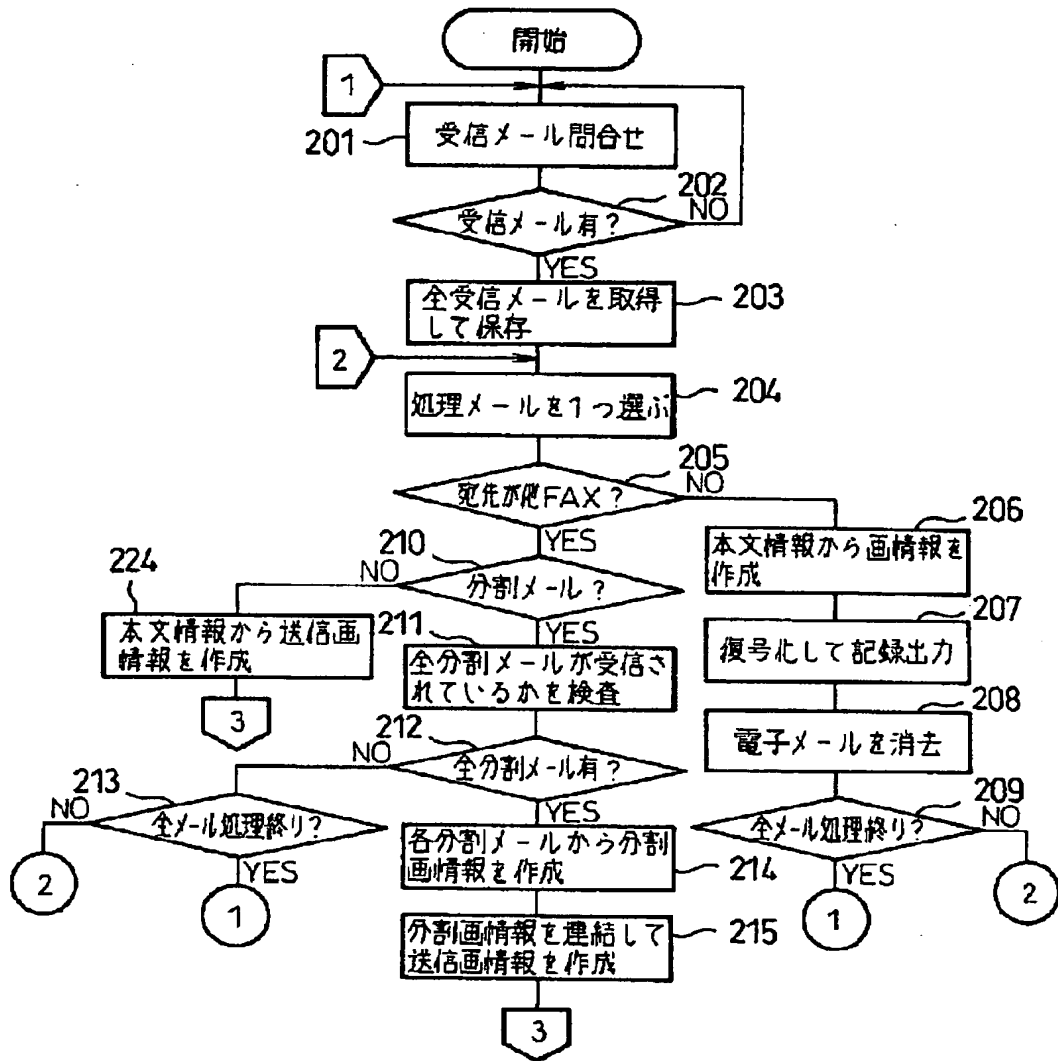 開始
1
201
受信メール問合せ
202
受信メール有?
NO
YES
全受信メールを取得
して保存
203
2
処理メールを1つ選ぶ
204
205
宛先が他FAX?
NO
YES
206
本文情報から画情報を
作成
207
復号化して記録出力
208
電子メールを消去
209
全メール処理終り?
NO
2
YES
1
210
分割メール?
NO
YES
224
本文情報から送信画
情報を作成
3
211
全分割メールが受信さ
れているかを検査
212
全分割メール有?
NO
YES
213
全メール処理終り?
NO
2
YES
1
各分割メールから分割
画情報を作成
214
分割画情報を連結して
送信画情報を作成
215
3